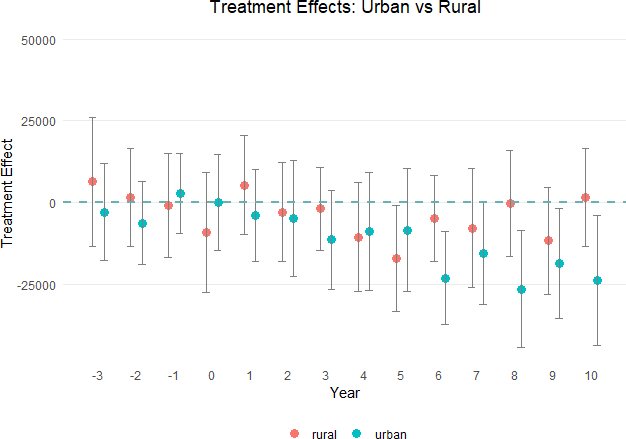 Treatment Effects: Urban vs Rural
50000
25000
0
-25000
Treatment Effect
-3 -2 -1 0 1 2 3 4 5 6 7 8 9 10
Year
rural urban